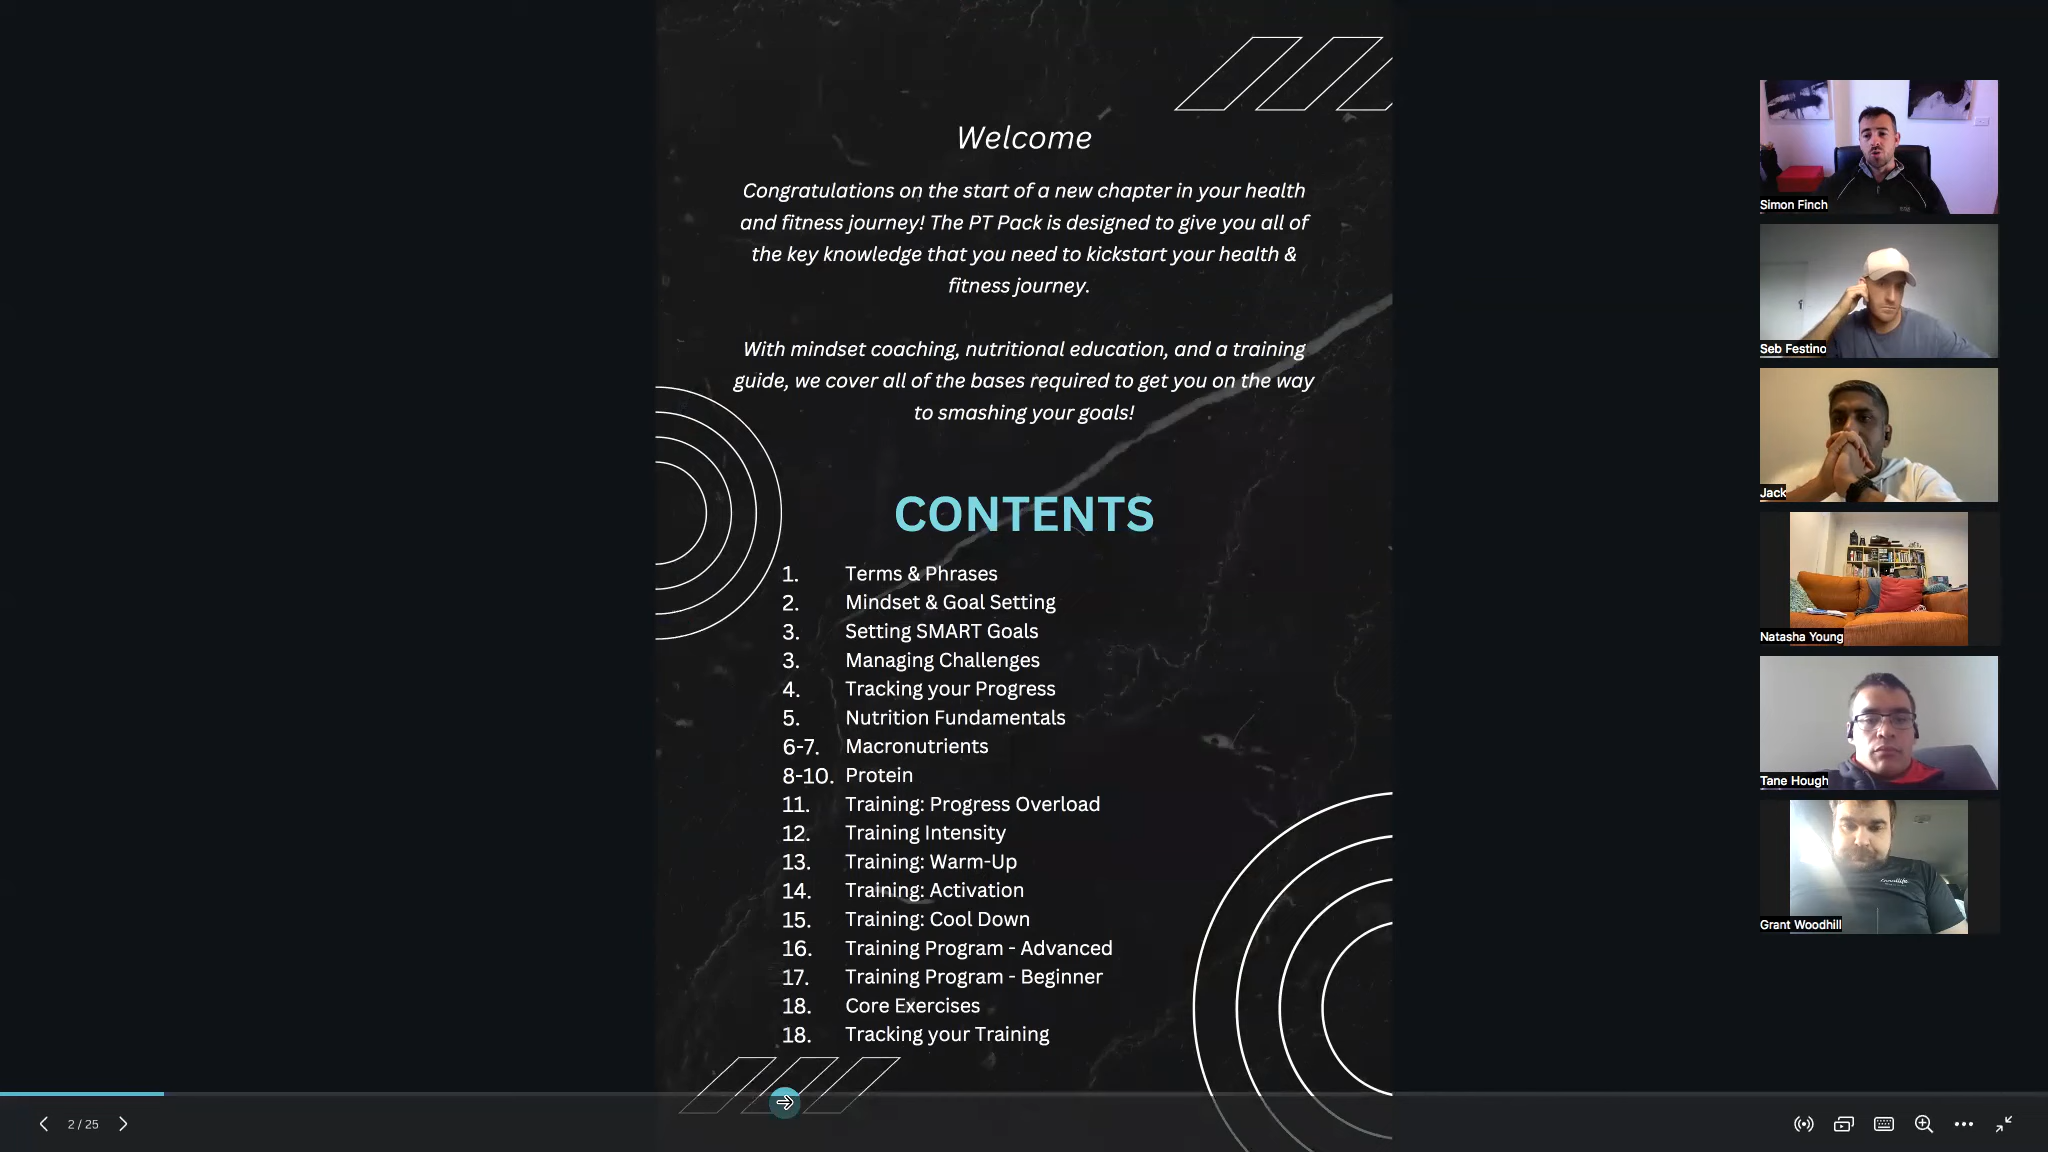 Welcome
Congratulations on the start of a new chapter in your health
and fitness journey! The PT Pack is designed to give you all of
the key knowledge that you need to kickstart your health &
fitness journey.
With mindset coaching, nutritional education, and a training
guide, we cover all of the bases required to get you on the way
to smashing your goals!
CONTENTS
1. Terms & Phrases
2. Mindset & Goal Setting
3. Setting SMART Goals
3. Managing Challenges
4. Tracking your Progress
5. Nutrition Fundamentals
6-7. Macronutrients
8-10. Protein
11. Training: Progress Overload
12. Training Intensity
13. Training: Warm-Up
14. Training: Activation
15. Training: Cool Down
16. Training Program - Advanced
17. Training Program - Beginner
18. Core Exercises
18. Tracking your Training
2 / 25
Simon Finch
Seb Festino
Jack
Natasha Young
Tane Hough
Grant Woodhill